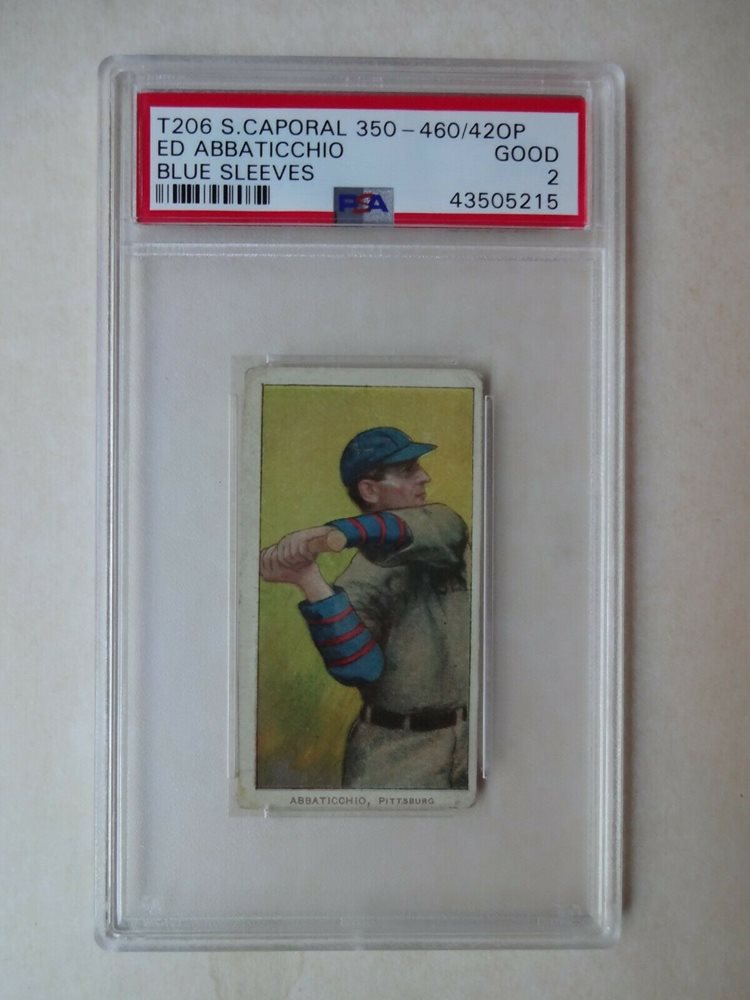 T206 S.CAPORAL 350-460/42OP
ED ABBATICCHIO GOOD
BLUE SLEEVES 2
PSA 43505215
ABBATICCHIO, PITTSBURG